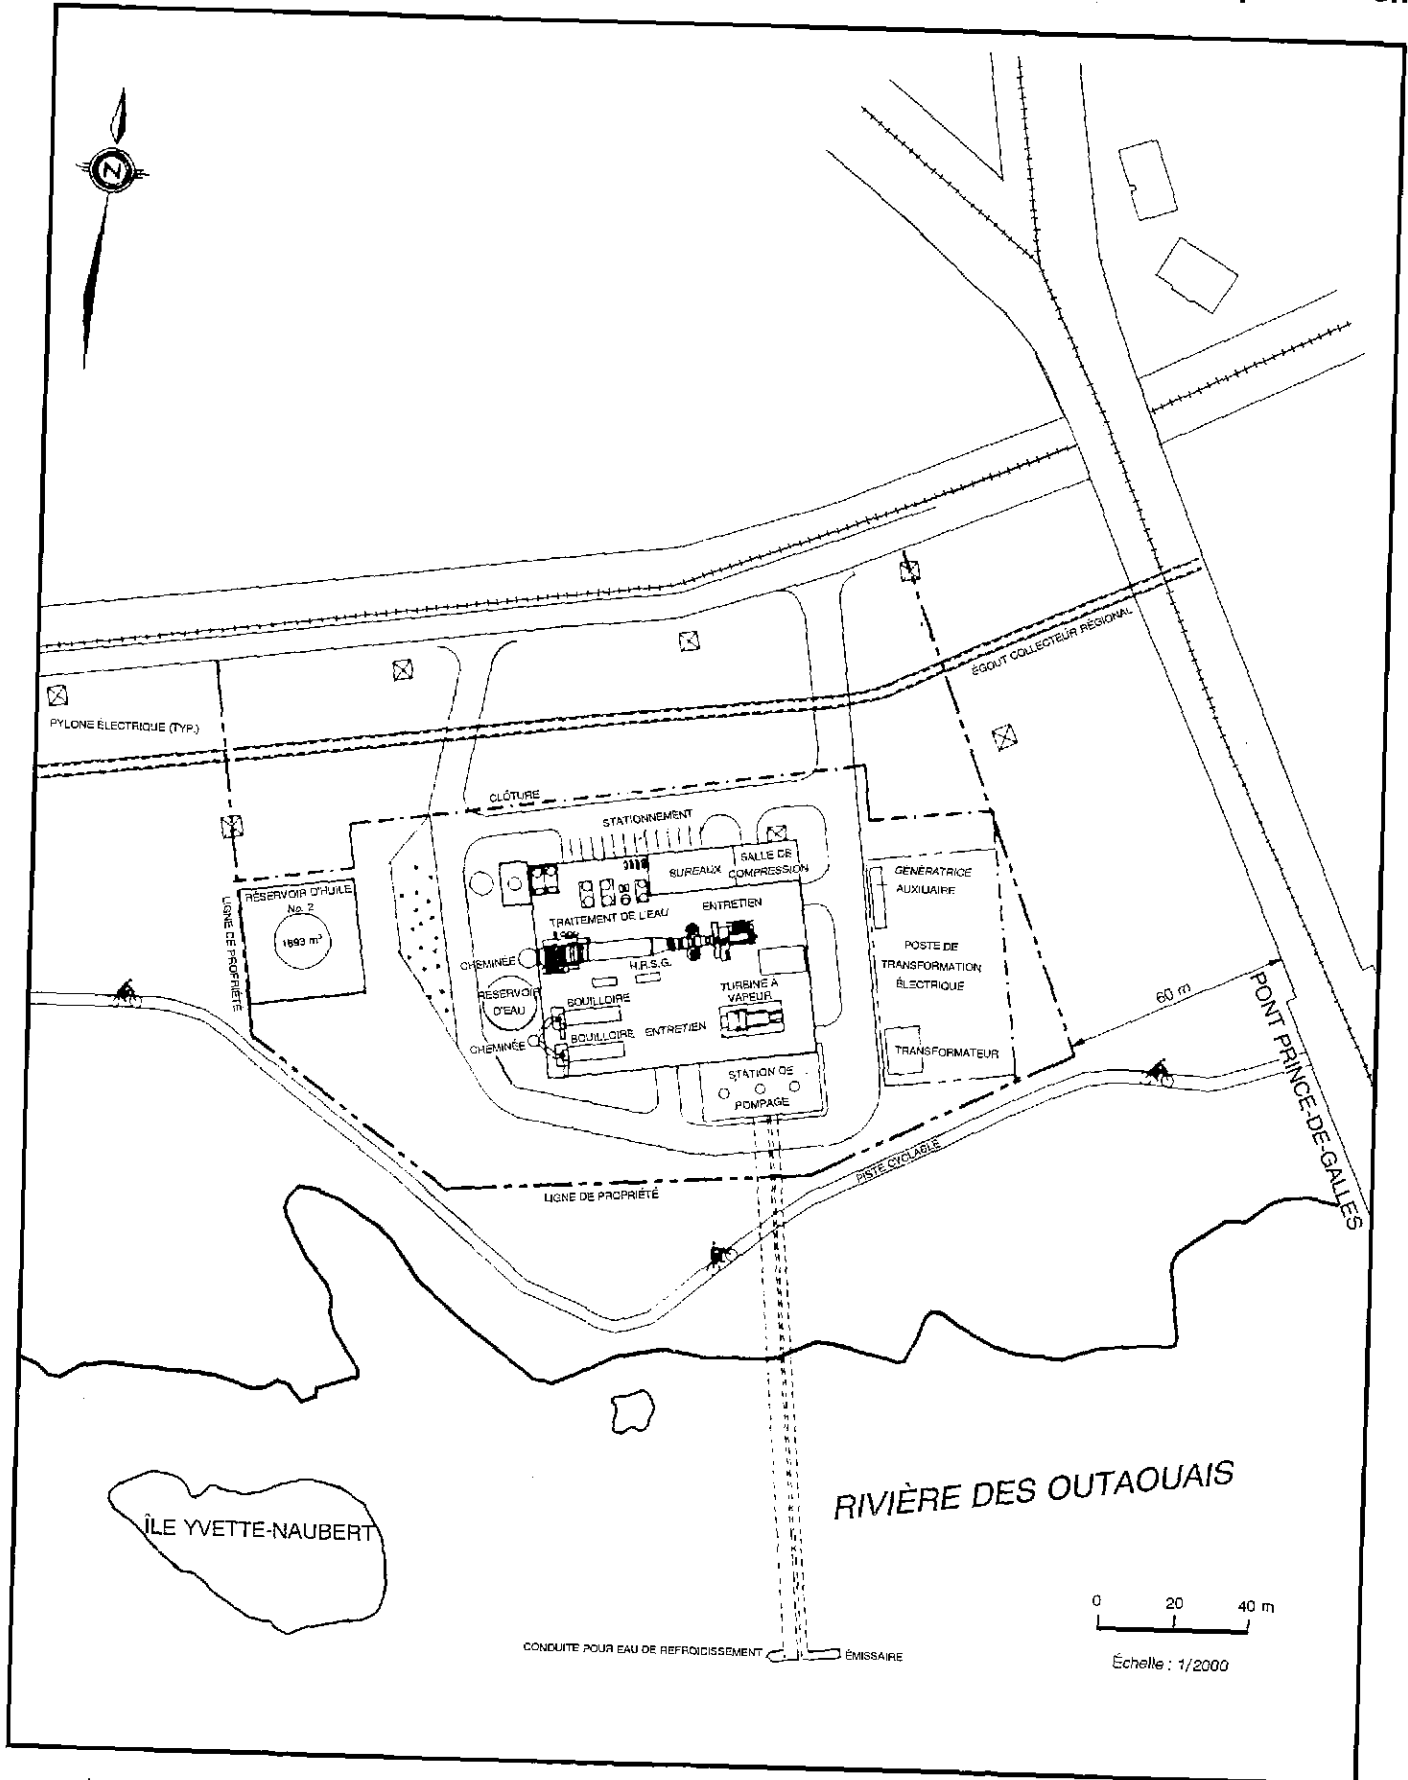 N
ÉGOUT COLLECTEUR RÉGIONAL
PYLONE ÉLECTRIQUE (TYP.)
CLÔTURE
STATIONNEMENT
BUREAUX
SALLE DE
COMPRESSION
GÉNÉRATRICE
AUXILIAIRE
RÉSERVOIR D'HUILE
No. 2
1893 m³
LIGNE DE PROPRIÉTÉ
TRAITEMENT DE L'EAU
ENTRETIEN
CHEMINÉE
H.R.S.G.
POSTE DE
TRANSFORMATION
ÉLECTRIQUE
RÉSERVOIR
D'EAU
BOUILLOIRE
TURBINE À
VAPEUR
60 m
PONT PRINCE-DE-GALLES
CHEMINÉE
BOUILLOIRE
ENTRETIEN
TRANSFORMATEUR
STATION DE
POMPAGE
PISTE CYCLABLE
LIGNE DE PROPRIÉTÉ
RIVIÈRE DES OUTAOUAIS
ÎLE YVETTE-NAUBERT
0 20 40 m
Échelle : 1/2000
CONDUITE POUR EAU DE REFROIDISSEMENT
ÉMISSAIRE